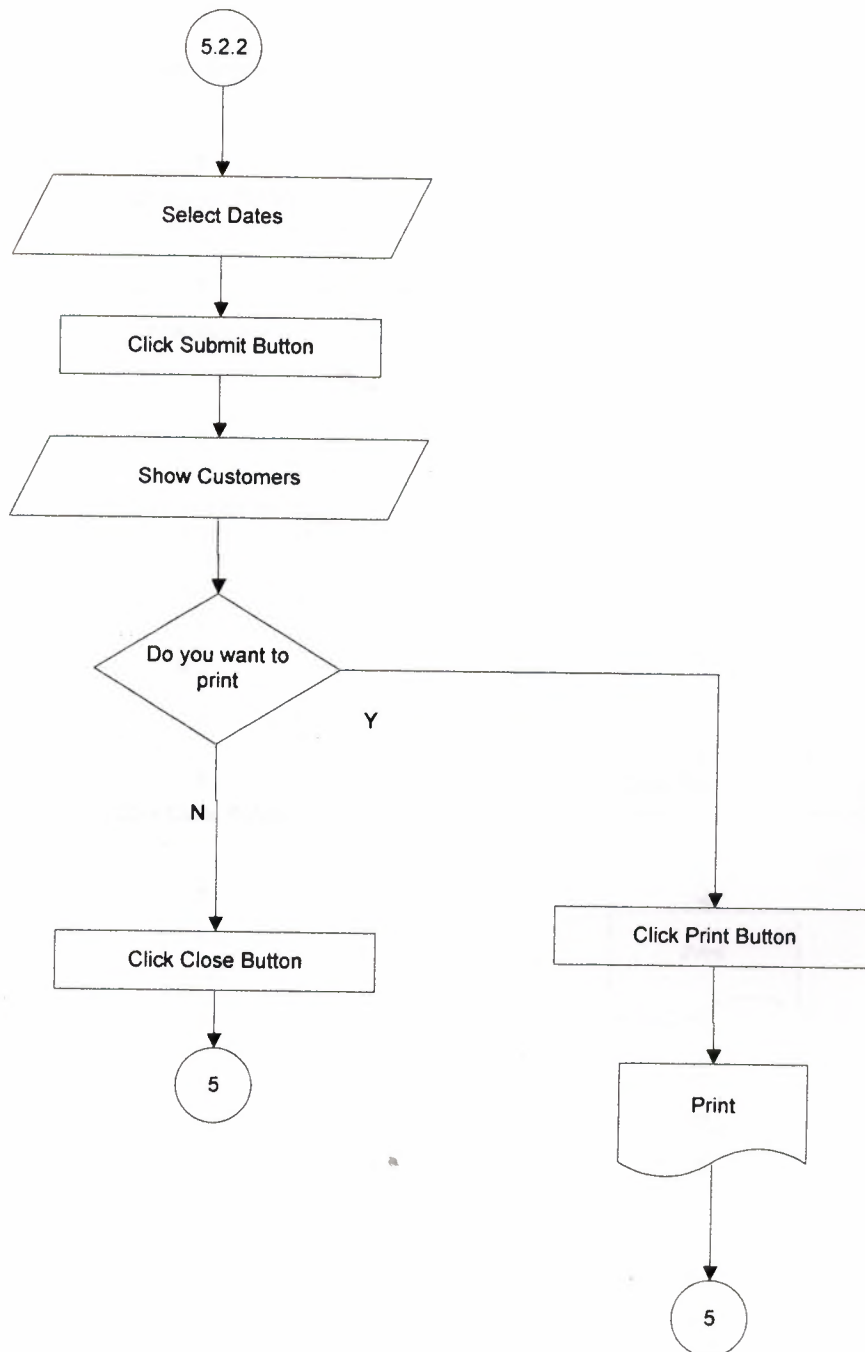 5.2.2
Select Dates
Click Submit Button
Show Customers
Do you want to
print
Y
N
Click Close Button
Click Print Button
5
Print
5